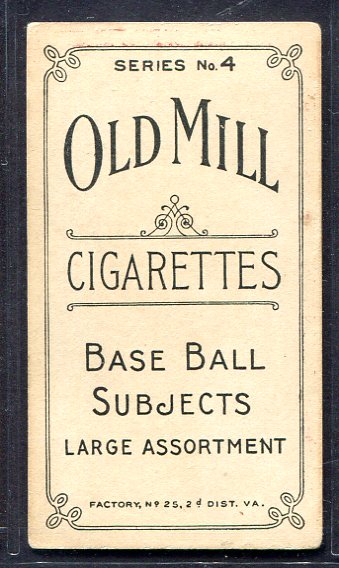 SERIES No. 4
OLD MILL
CIGARETTES
BASE BALL
SUBJECTS
LARGE ASSORTMENT
FACTORY, Nº 25, 2d DIST. VA.